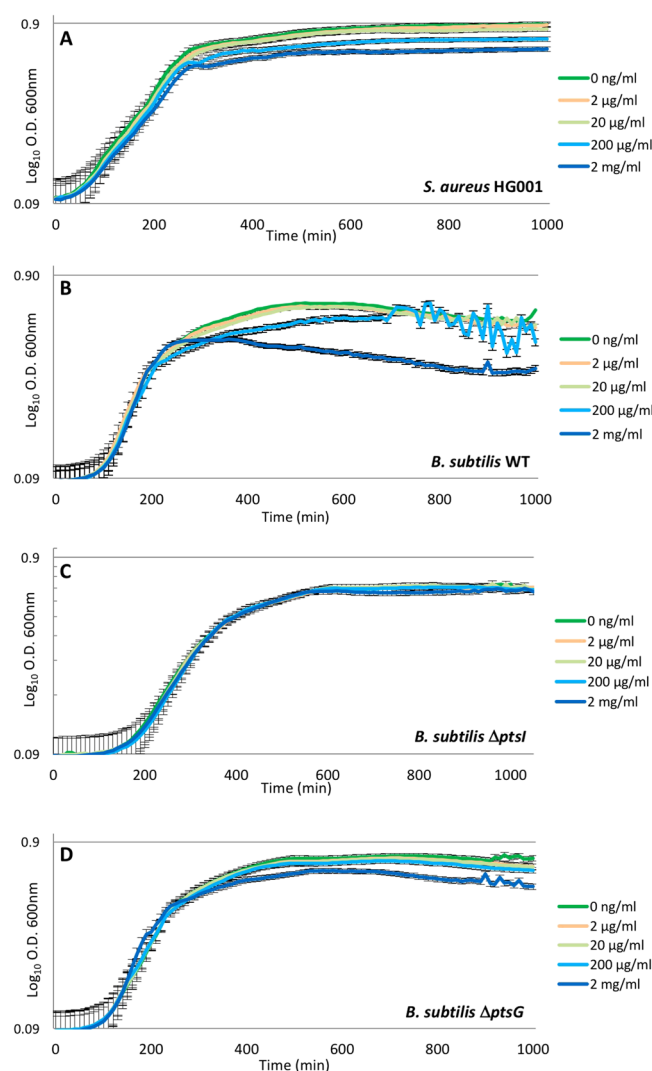 0.9
A
0 ng/ml
2 µg/ml
20 µg/ml
200 µg/ml
2 mg/ml
Log10 O.D. 600nm
S. aureus HG001
0.09
0 200 400 600 800 1000
Time (min)
0.90
B
0 ng/ml
2 µg/ml
20 µg/ml
200 µg/ml
2 mg/ml
Log10 O.D. 600nm
B. subtilis WT
0.09
0 200 400 600 800 1000
Time (min)
0.9
C
0 ng/ml
2 µg/ml
20 µg/ml
200 µg/ml
2 mg/ml
Log10 O.D. 600nm
B. subtilis ΔptsI
0.09
0 200 400 600 800 1000
Time (min)
0.9
D
0 ng/ml
2 µg/ml
20 µg/ml
200 µg/ml
2 mg/ml
Log10 O.D. 600nm
B. subtilis ΔptsG
0.09
0 200 400 600 800 1000
Time (min)